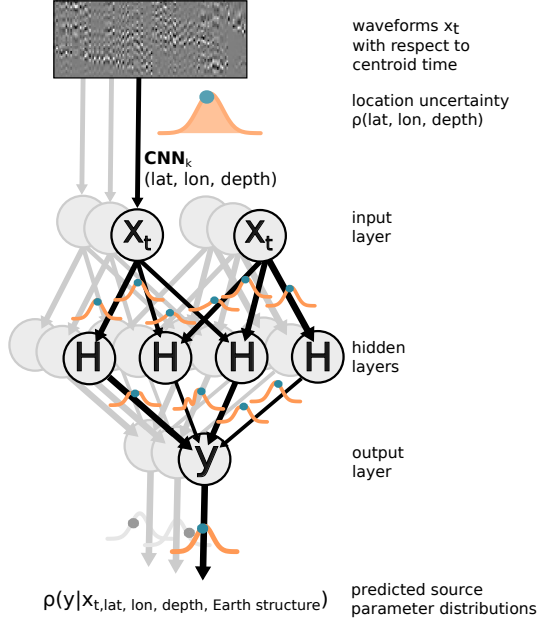 waveforms xt
with respect to
centroid time
location uncertainty
ρ(lat, lon, depth)
CNNk
(lat, lon, depth)
Xt Xt
input
layer
H H H H
hidden
layers
y
output
layer
ρ(y|xt,lat, lon, depth, Earth structure)
predicted source
parameter distributions